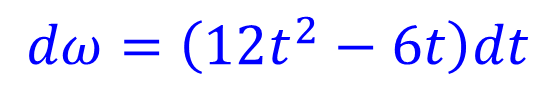 𝑑𝜔 = (12𝑡² − 6𝑡)𝑑𝑡